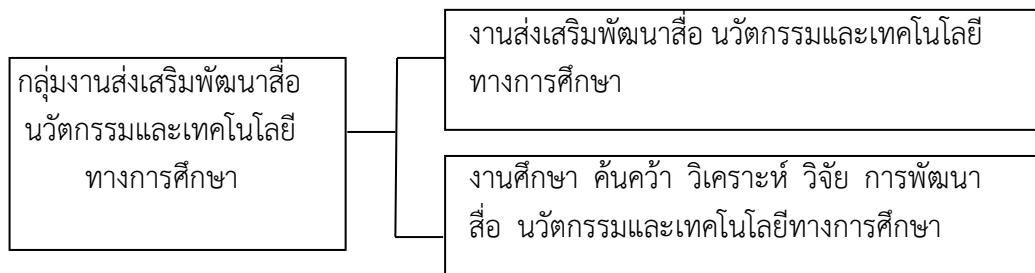 กลุ่มงานส่งเสริมพัฒนาสื่อ
นวัตกรรมและเทคโนโลยี
ทางการศึกษา
งานส่งเสริมพัฒนาสื่อ นวัตกรรมและเทคโนโลยี
ทางการศึกษา
งานศึกษา ค้นคว้า วิเคราะห์ วิจัย การพัฒนา
สื่อ นวัตกรรมและเทคโนโลยีทางการศึกษา